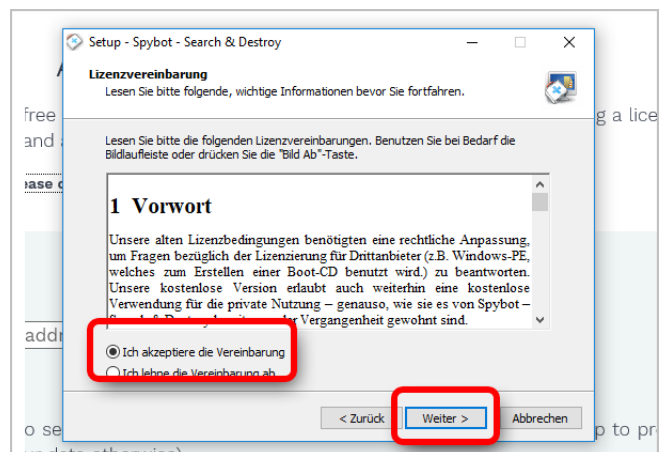 Setup - Spybot - Search & Destroy
Lizenzvereinbarung
Lesen Sie bitte folgende, wichtige Informationen bevor Sie fortfahren.
free
g a lice
and
Lesen Sie bitte die folgenden Lizenzvereinbarungen. Benutzen Sie bei Bedarf die
Bildlaufleiste oder drücken Sie die "Bild Ab"-Taste.
ease
1 Vorwort
Unsere alten Lizenzbedingungen benötigten eine rechtliche Anpassung,
um Fragen bezüglich der Lizenzierung für Drittanbieter (z.B. Windows-PE,
welches zum Erstellen einer Boot-CD benutzt wird.) zu beantworten.
Unsere kostenlose Version erlaubt auch weiterhin eine kostenlose
Verwendung für die private Nutzung – genauso, wie sie es von Spybot –
Vergangenheit gewohnt sind.
addr
Ich akzeptiere die Vereinbarung
Ich lehne die Vereinbarung ab
< Zurück
Weiter >
Abbrechen
o se
p to pr
otherwise)